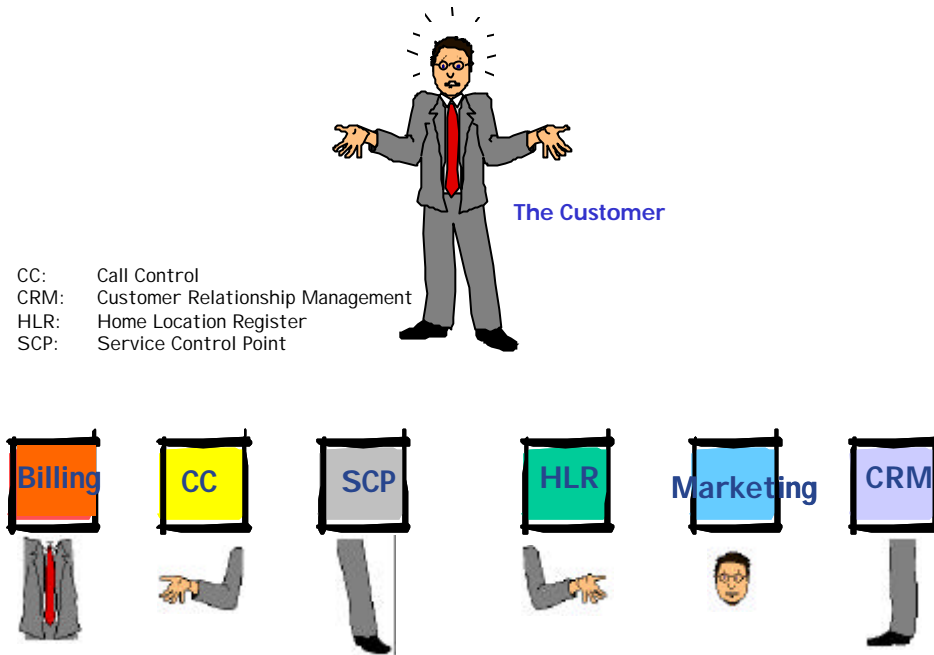 The Customer
CC: Call Control
CRM: Customer Relationship Management
HLR: Home Location Register
SCP: Service Control Point
Billing
CC
SCP
HLR
Marketing
CRM